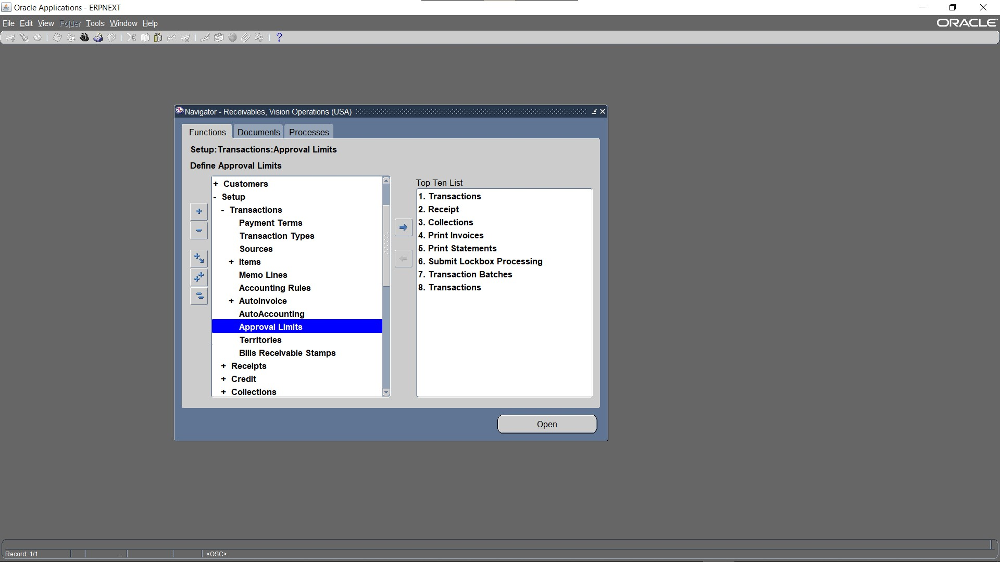 Oracle Applications - ERPNEXT
File Edit View Folder Tools Window Help
ORACLE
?
Navigator - Receivables, Vision Operations (USA)
Functions Documents Processes
Setup:Transactions:Approval Limits
Define Approval Limits
Top Ten List
+ Customers
- Setup
- Transactions
Payment Terms
Transaction Types
Sources
+ Items
Memo Lines
Accounting Rules
+ AutoInvoice
AutoAccounting
Approval Limits
Territories
Bills Receivable Stamps
+ Receipts
+ Credit
+ Collections
1. Transactions
2. Receipt
3. Collections
4. Print Invoices
5. Print Statements
6. Submit Lockbox Processing
7. Transaction Batches
8. Transactions
Open
Record: 1/1 ... <OSC>